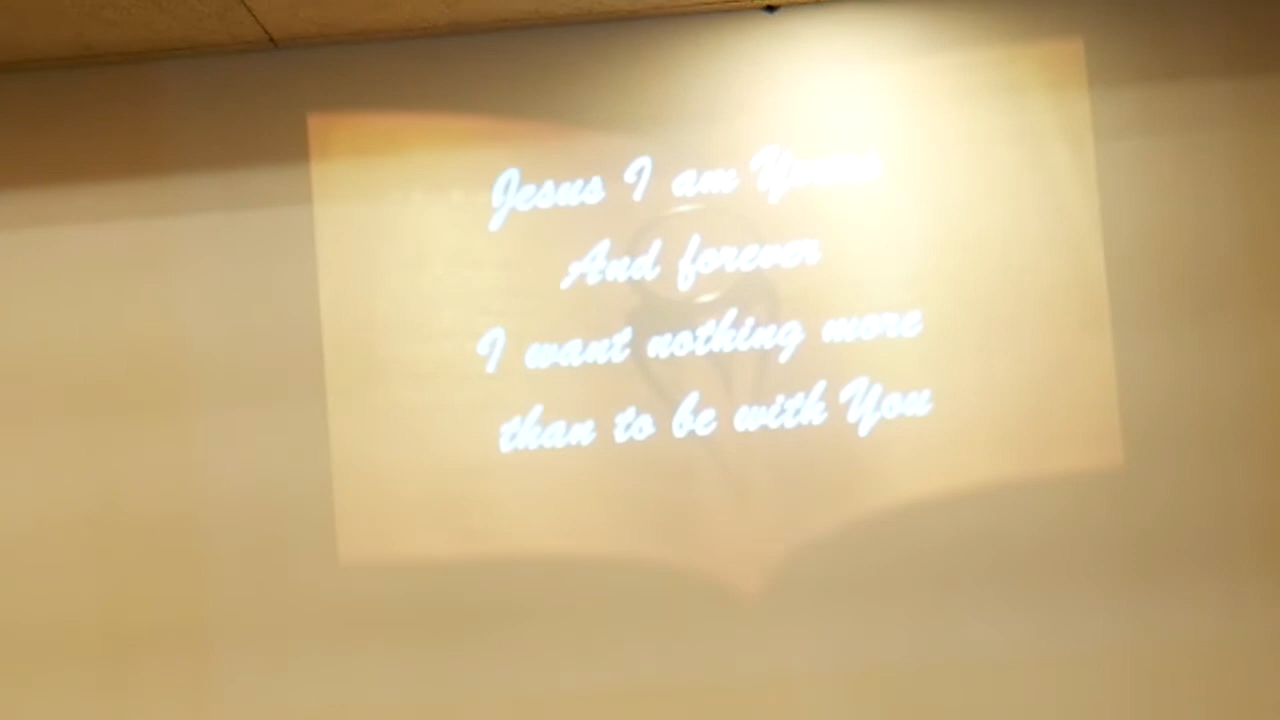 Jesus I am Yours
And forever
I want nothing more
than to be with You